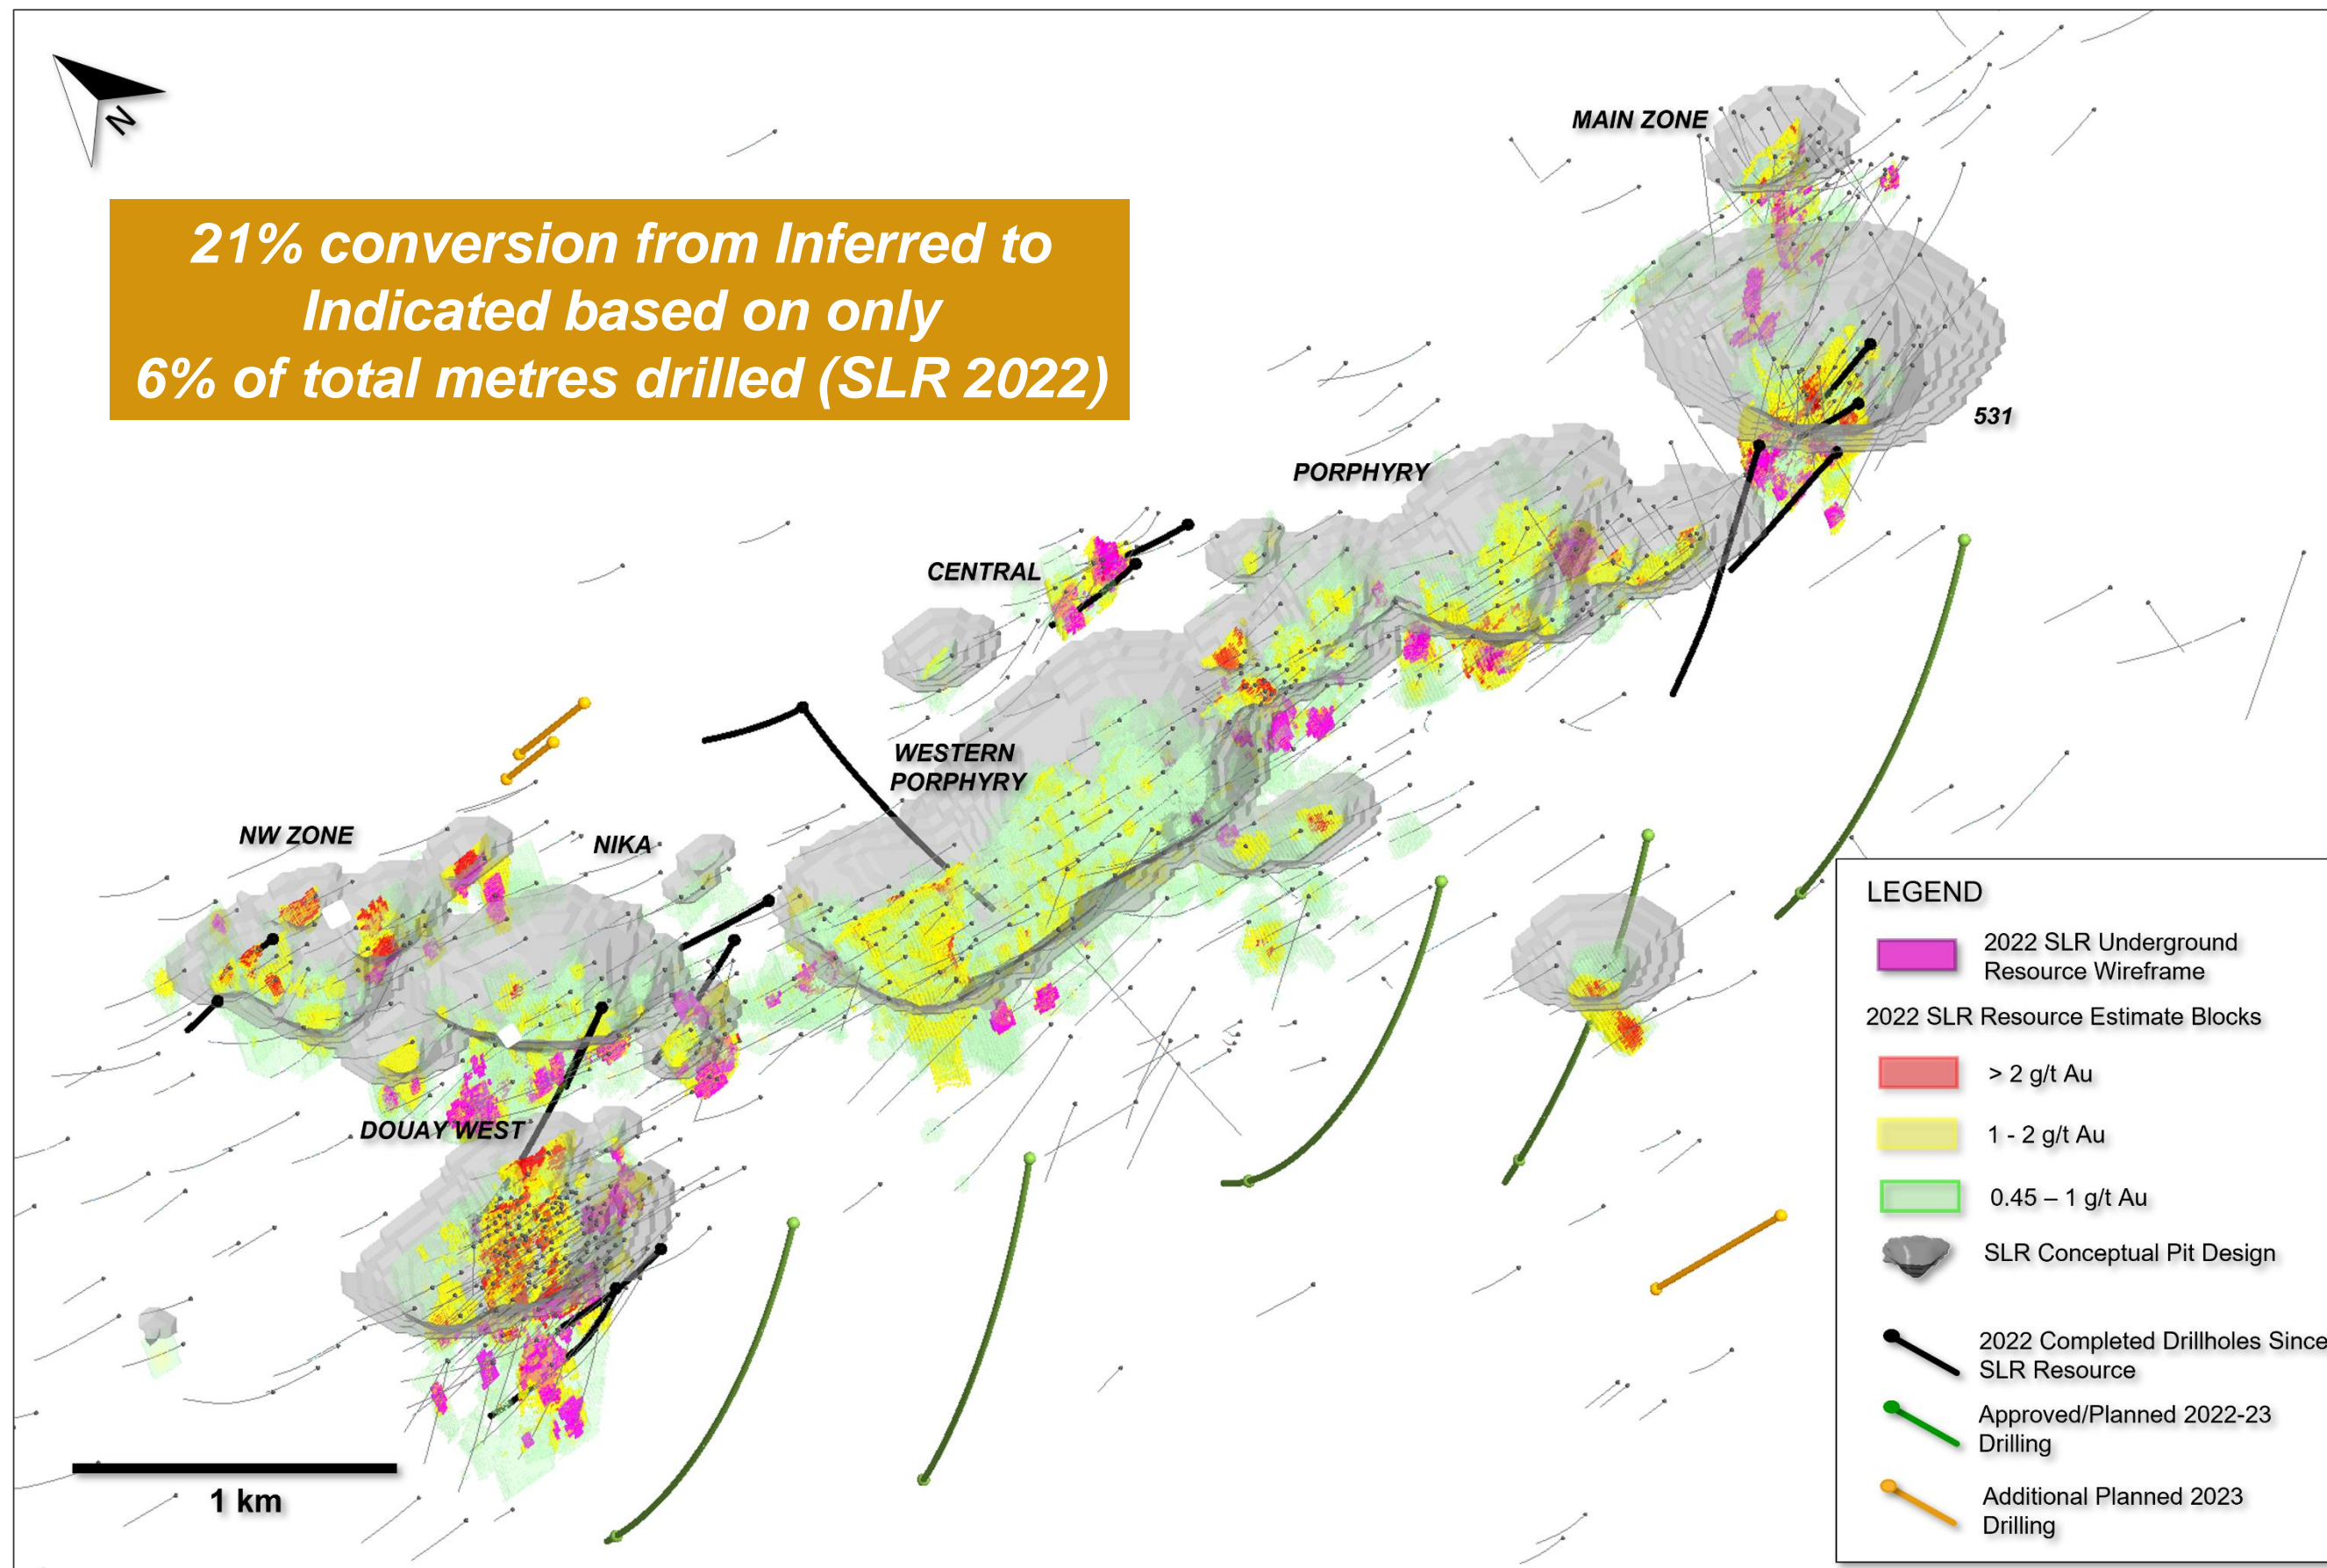 N
21% conversion from Inferred to
Indicated based on only
6% of total metres drilled (SLR 2022)
MAIN ZONE
531
PORPHYRY
CENTRAL
WESTERN
PORPHYRY
NW ZONE
NIKA
DOUAY WEST
1 km
LEGEND
2022 SLR Underground
Resource Wireframe
2022 SLR Resource Estimate Blocks
> 2 g/t Au
1 - 2 g/t Au
0.45 – 1 g/t Au
SLR Conceptual Pit Design
2022 Completed Drillholes Since
SLR Resource
Approved/Planned 2022-23
Drilling
Additional Planned 2023
Drilling